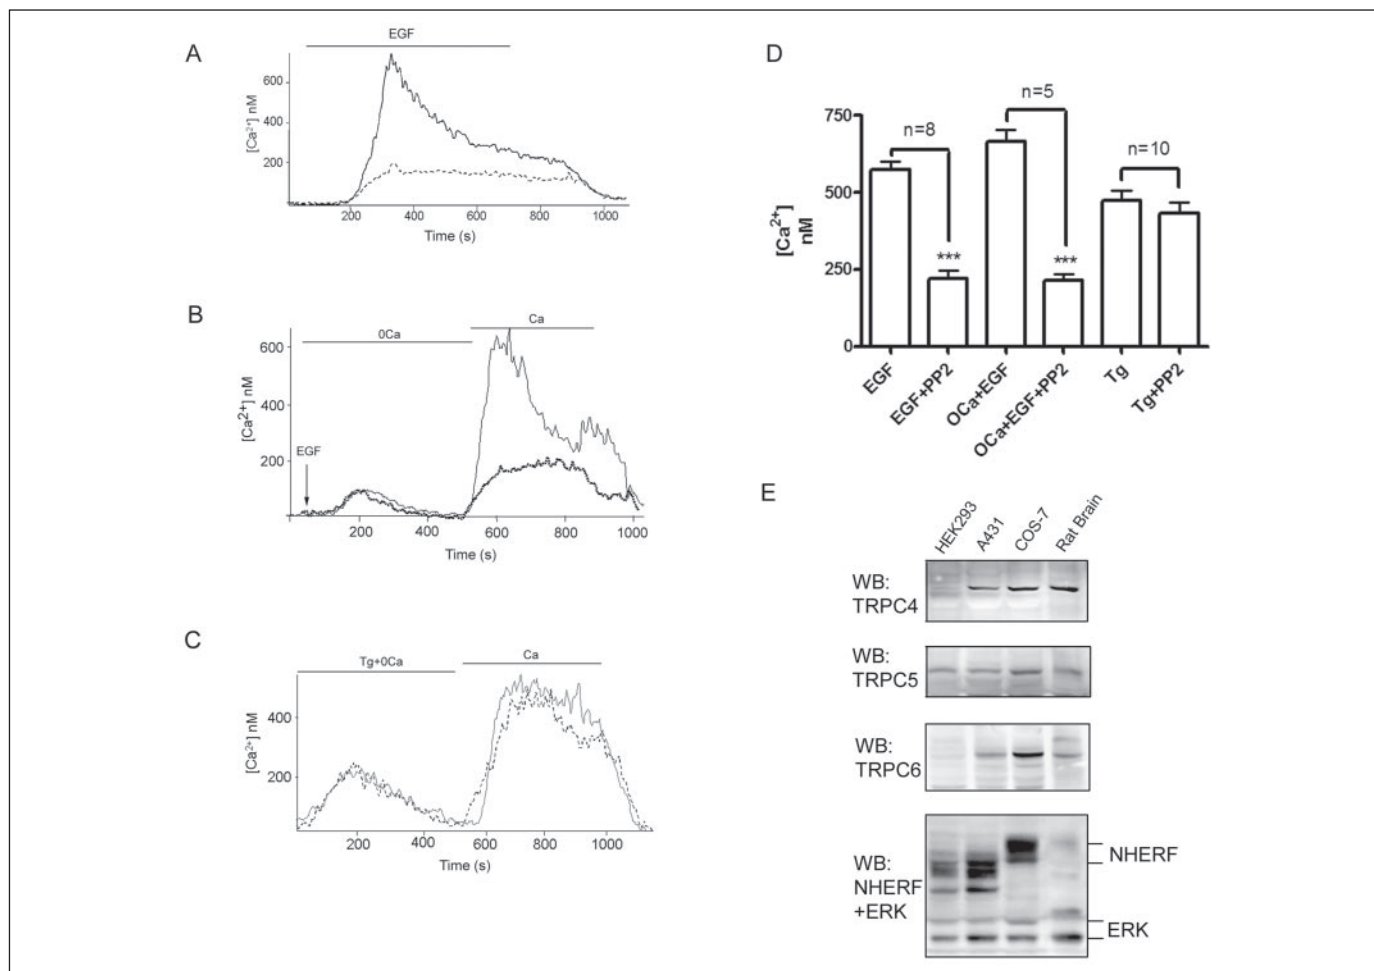 A
EGF
[Ca²⁺] nM
600
400
200
200 400 600 800 1000
Time (s)
B
0Ca
Ca
[Ca²⁺] nM
600
400
200
EGF
200 400 600 800 1000
Time (s)
C
Tg+0Ca
Ca
[Ca²⁺] nM
400
200
200 400 600 800 1000
Time (s)
D
n=8
n=5
n=10
[Ca²⁺]
nM
750
500
250
0
***
***
EGF
EGF+PP2
OCa+EGF
OCa+EGF+PP2
Tg
Tg+PP2
E
HEK293
A431
COS-7
Rat Brain
WB:
TRPC4
WB:
TRPC5
WB:
TRPC6
WB:
NHERF
+ERK
NHERF
ERK